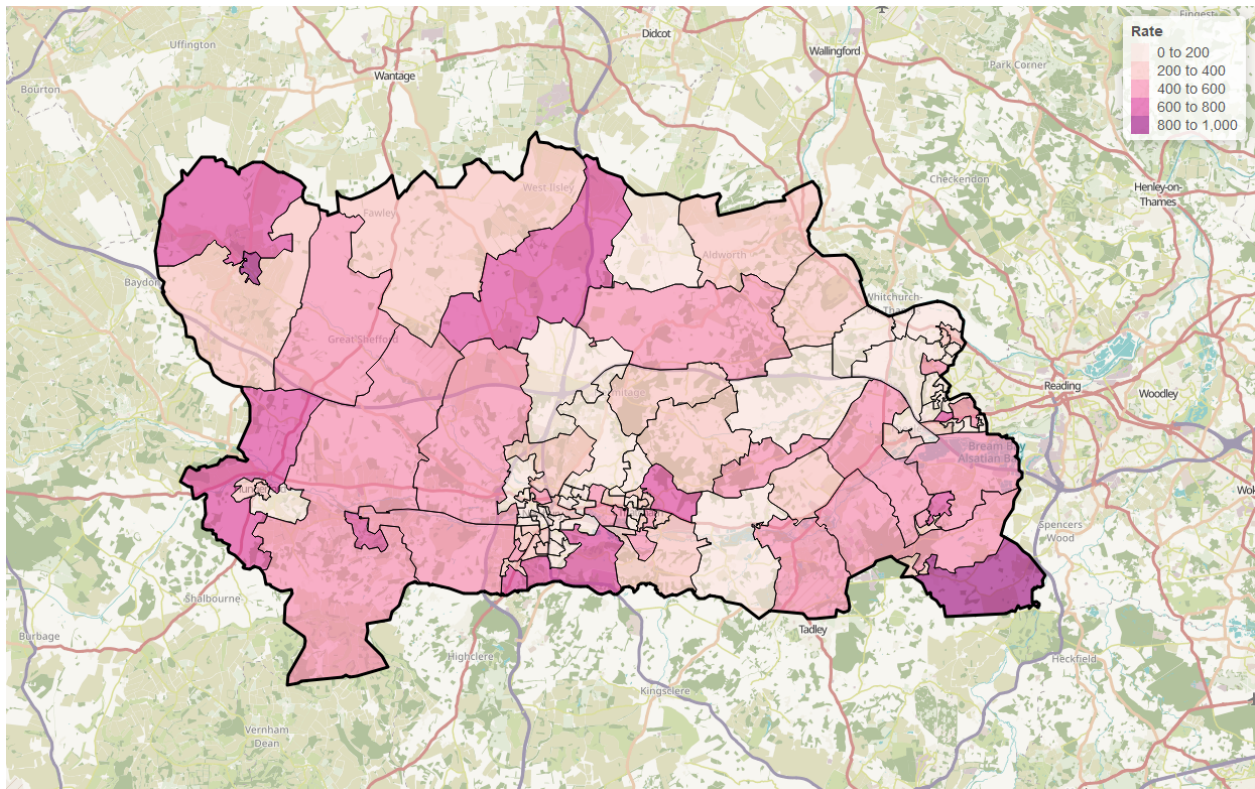 Fingest
Didcot
Wallingford
Uffington
Rate
0 to 200
200 to 400
400 to 600
600 to 800
800 to 1,000
Park Corner
Wantage
Bourton
Checkendon
West Ilsley
Henley-on-
Thames
Fawley
Aldworth
Baydon
Whitchurch-
Great Shefford
Reading
Woodley
Spencers
Wood
Shalbourne
Tadley
Burbage
Highclere
Heckfield
Kingsclere
Vernham
Dean